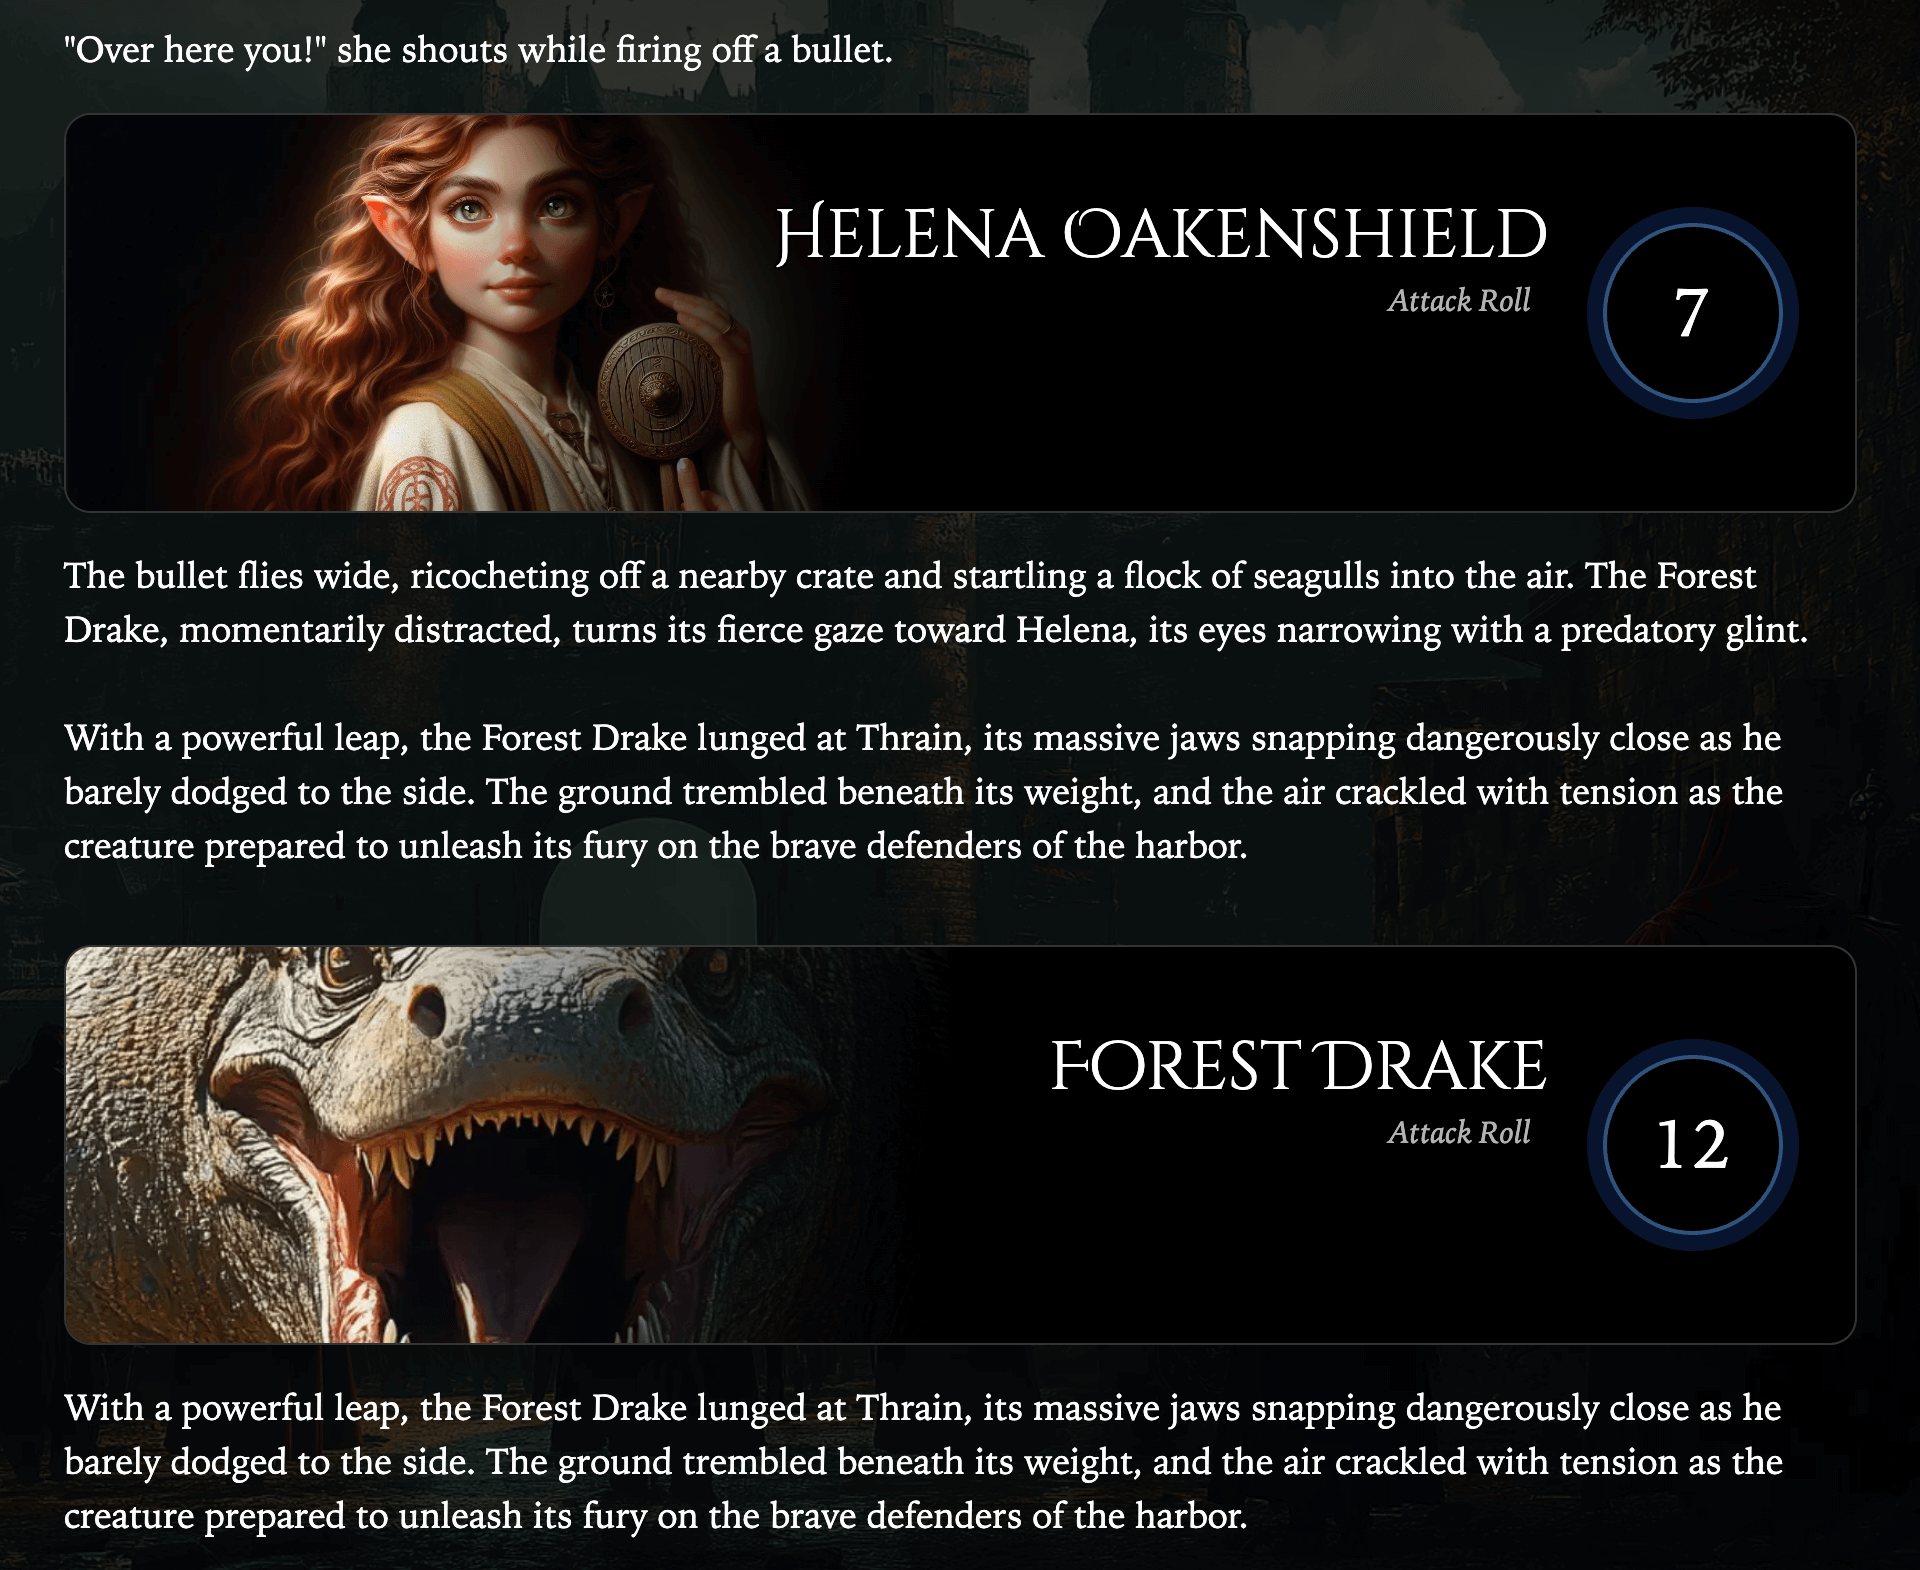 "Over here you!" she shouts while firing off a bullet.
Helena Oakenshield
Attack Roll
7
The bullet flies wide, ricocheting off a nearby crate and startling a flock of seagulls into the air. The Forest
Drake, momentarily distracted, turns its fierce gaze toward Helena, its eyes narrowing with a predatory glint.
With a powerful leap, the Forest Drake lunged at Thrain, its massive jaws snapping dangerously close as he
barely dodged to the side. The ground trembled beneath its weight, and the air crackled with tension as the
creature prepared to unleash its fury on the brave defenders of the harbor.
Forest Drake
Attack Roll
12
With a powerful leap, the Forest Drake lunged at Thrain, its massive jaws snapping dangerously close as he
barely dodged to the side. The ground trembled beneath its weight, and the air crackled with tension as the
creature prepared to unleash its fury on the brave defenders of the harbor.